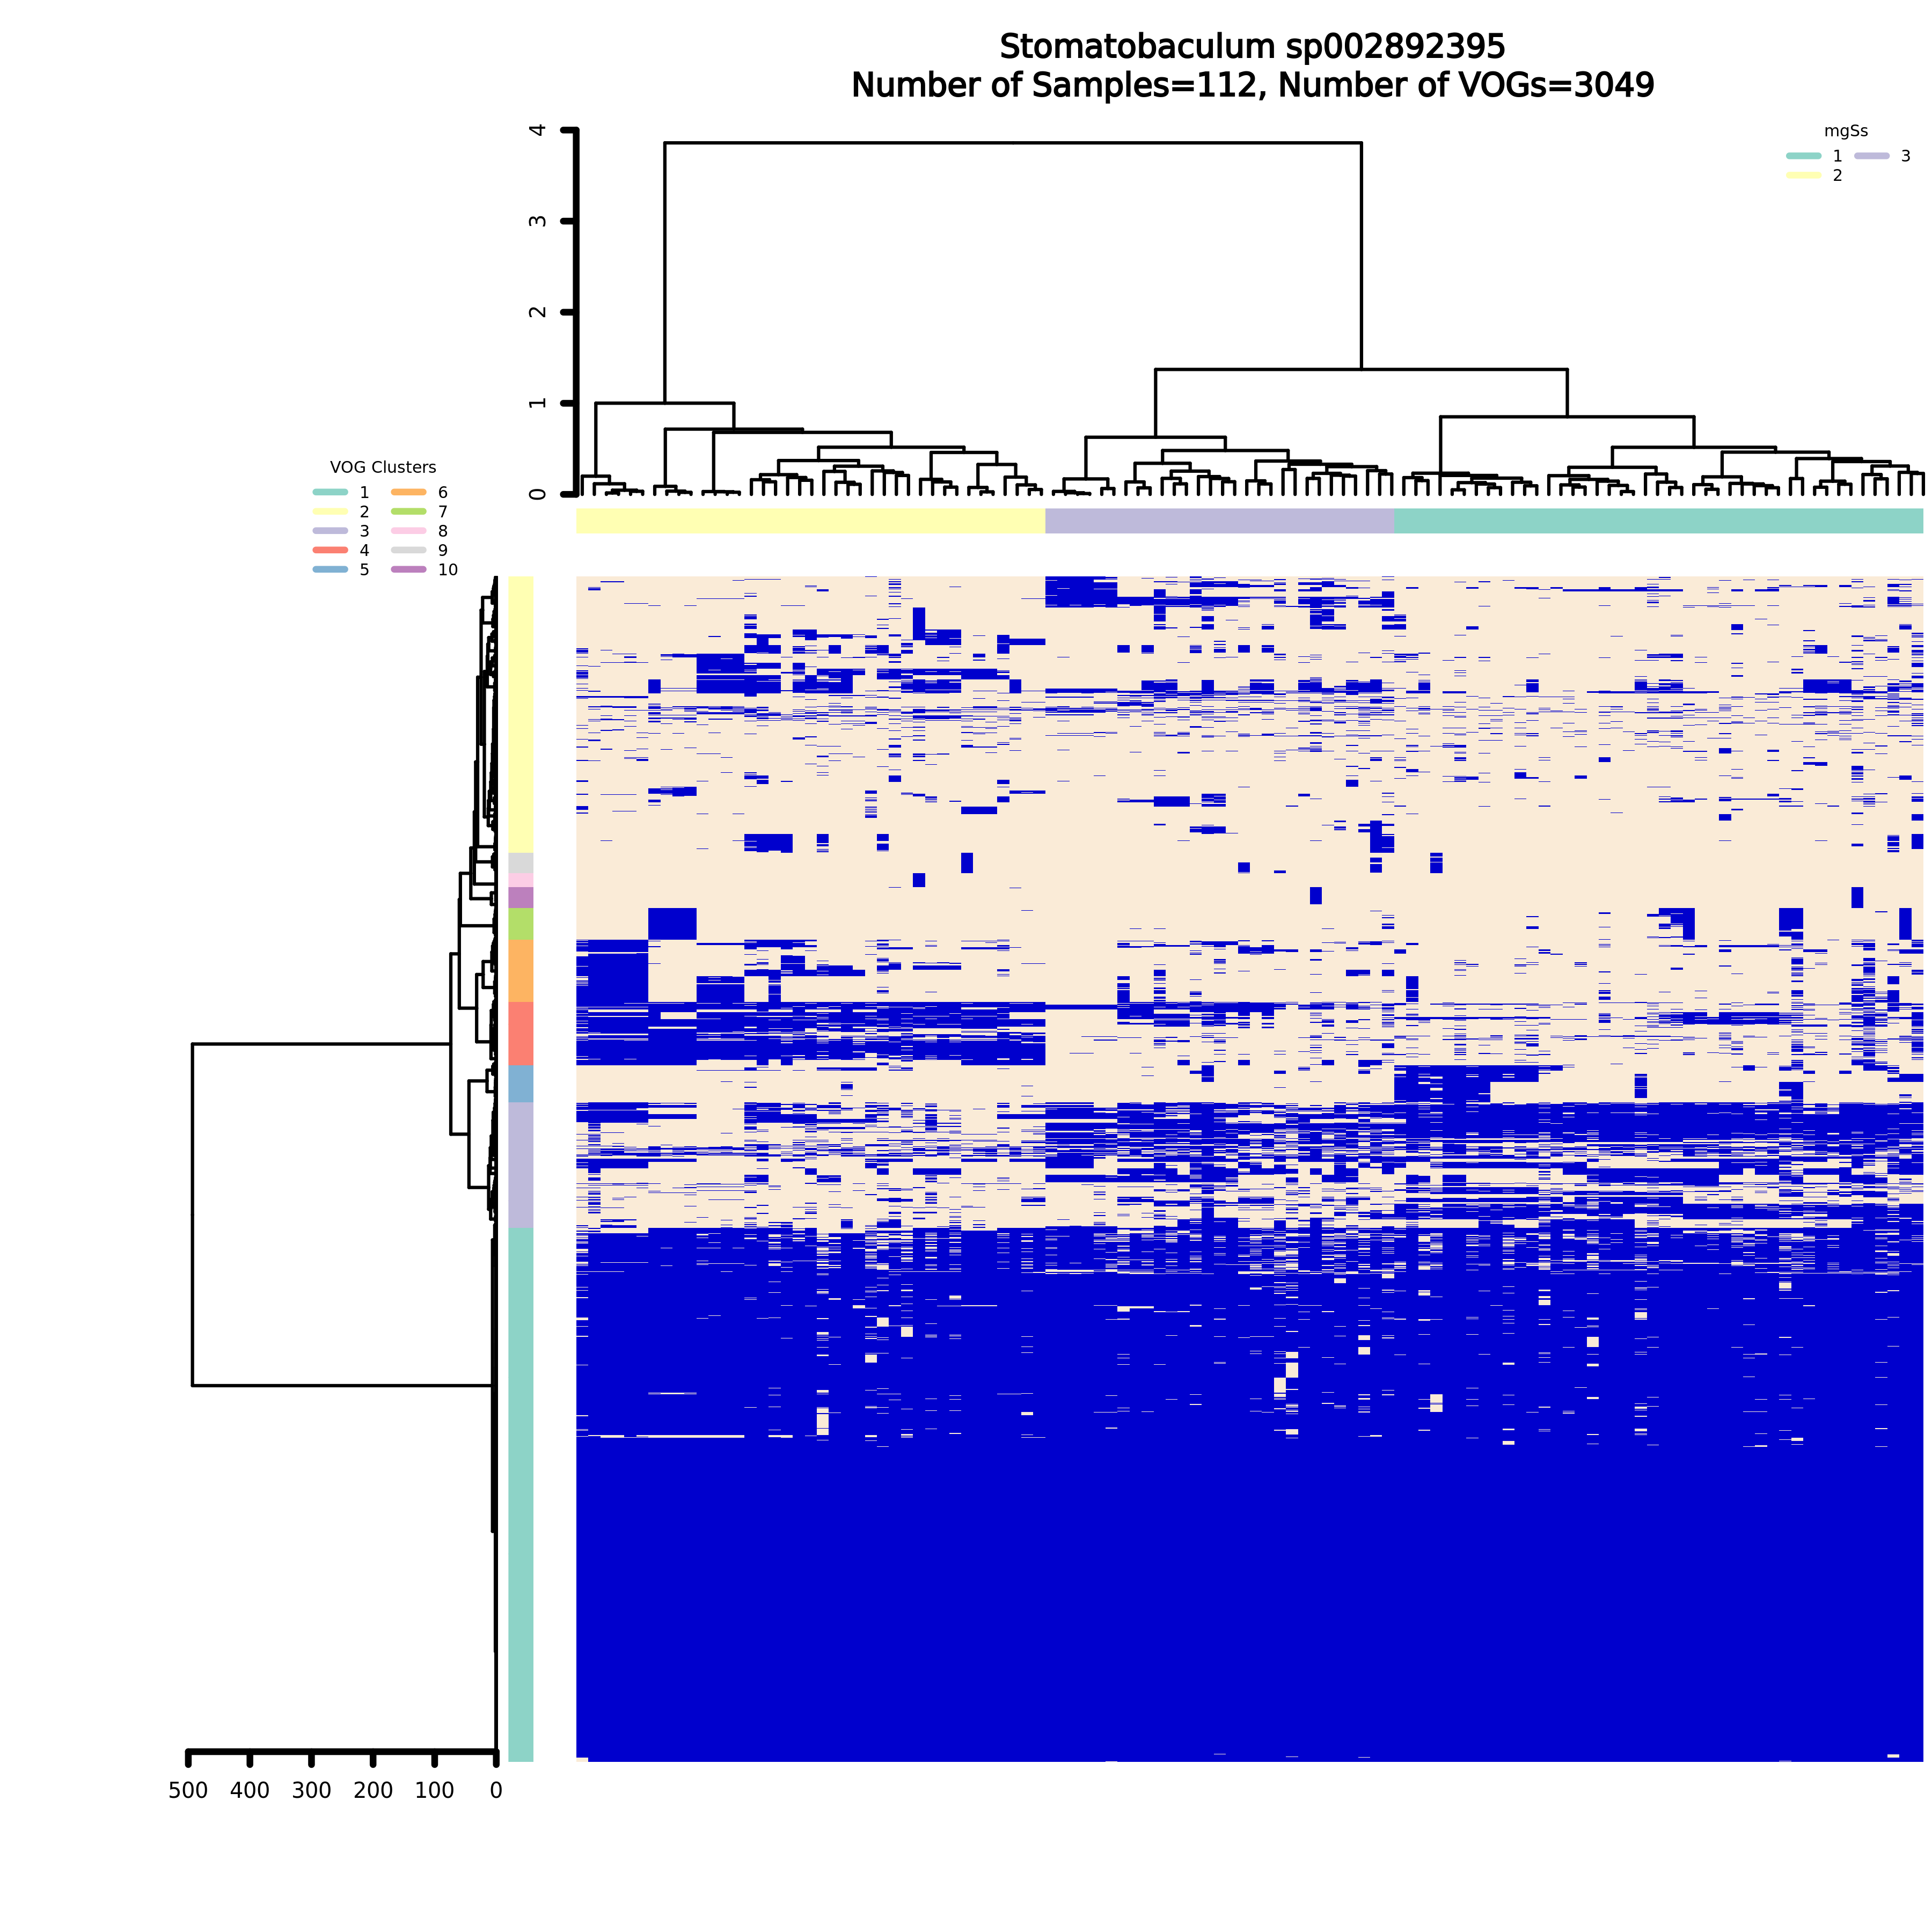 Stomatobaculum sp002892395
Number of Samples=112, Number of VOGs=3049
mgSs
1 3
2
4
3
2
1
0
VOG Clusters
1 6
2 7
3 8
4 9
5 10
500 400 300 200 100 0